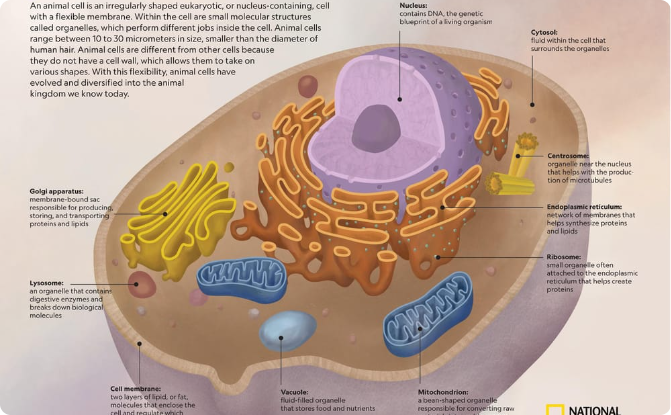 An animal cell is an irregularly shaped eukaryotic, or nucleus-containing, cell
with a flexible membrane. Within the cell are small molecular structures
called organelles, which perform different jobs inside the cell. Animal cells
range between 10 to 30 micrometers in size, smaller than the diameter of
human hair. Animal cells are different from other cells because
they do not have a cell wall, which allows them to take on
various shapes. With this flexibility, animal cells have
evolved and diversified into the animal
kingdom we know today.
Nucleus:
contains DNA, the genetic
blueprint of a living organism
Cytosol:
fluid within the cell that
surrounds the organelles
Centrosome:
organelle near the nucleus
that helps with the produc-
tion of microtubules
Golgi apparatus:
membrane-bound sac
responsible for producing,
storing, and transporting
proteins and lipids
Endoplasmic reticulum:
network of membranes that
helps synthesize proteins
and lipids
Ribosome:
small organelle often
attached to the endoplasmic
reticulum that helps create
proteins
Lysosome:
an organelle that contains
digestive enzymes and
breaks down biological
molecules
Cell membrane:
two layers of lipid, or fat,
molecules that enclose the
cell and regulate which
Vacuole:
fluid-filled organelle
that stores food and nutrients
Mitochondrion:
a bean-shaped organelle
responsible for converting raw
NATIONAL